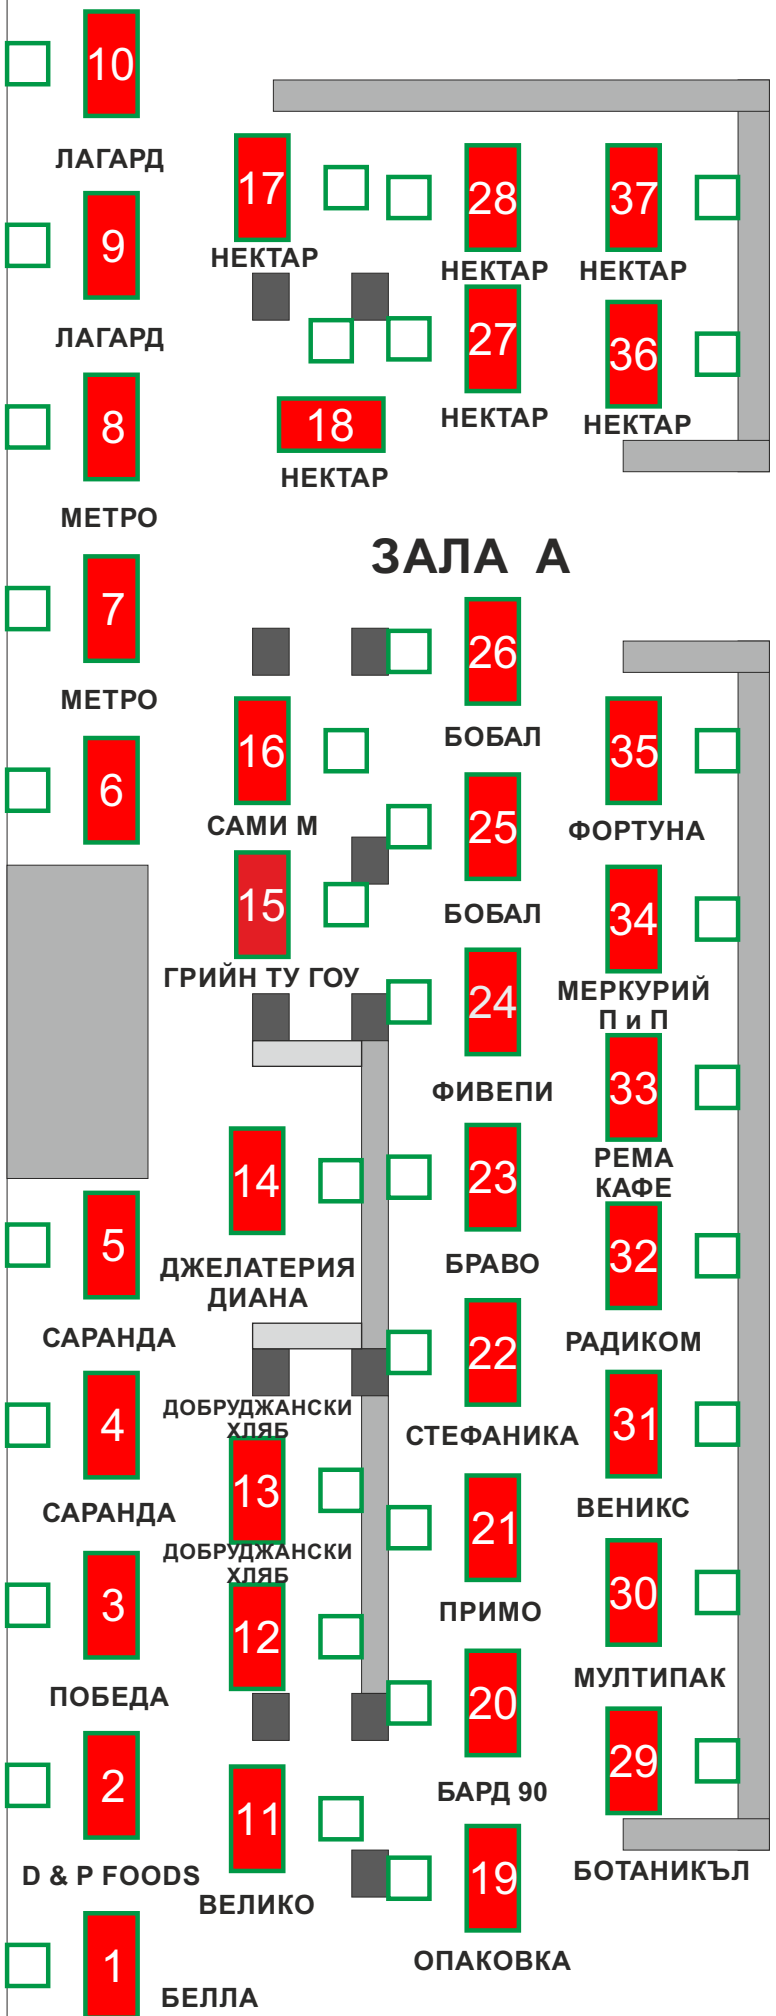 10
ЛАГАРД
9
ЛАГАРД
8
МЕТРО
7
МЕТРО
6
5
САРАНДА
4
САРАНДА
3
ПОБЕДА
2
D & P FOODS
1
БЕЛЛА
17
НЕКТАР
18
НЕКТАР
16
САМИ М
15
ГРИЙН ТУ ГОУ
14
ДЖЕЛАТЕРИЯ
ДИАНА
ДОБРУДЖАНСКИ
ХЛЯБ
13
ДОБРУДЖАНСКИ
ХЛЯБ
12
11
ВЕЛИКО
28
НЕКТАР
27
НЕКТАР
ЗАЛА А
26
БОБАЛ
25
БОБАЛ
24
ФИВЕПИ
23
БРАВО
22
СТЕФАНИКА
21
ПРИМО
20
БАРД 90
19
ОПАКОВКА
37
НЕКТАР
36
НЕКТАР
35
ФОРТУНА
34
МЕРКУРИЙ
П и П
33
РЕМА
КАФЕ
32
РАДИКОМ
31
ВЕНИКС
30
МУЛТИПАК
29
БОТАНИКЪЛ